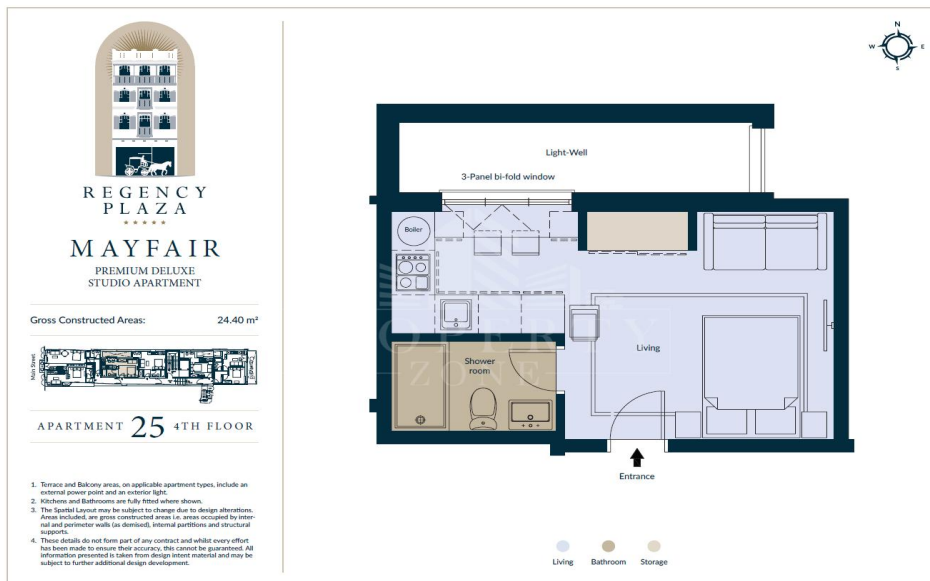 REGENCY
PLAZA
MAYFAIR
PREMIUM DELUXE
STUDIO APARTMENT
Gross Constructed Areas: 24.40 m²
Main Street
APARTMENT 25 4TH FLOOR
1. Terrace and Balcony areas, on applicable apartment types, include an
external power point and an exterior light.
2. Kitchens and Bathrooms are fully fitted where shown.
3. The Spatial Layout may be subject to change due to design alterations.
Areas included, are gross constructed areas i.e. areas occupied by inter-
nal and perimeter walls (as demised), internal partitions and structural
supports.
4. These details do not form part of any contract and whilst every effort
has been made to ensure their accuracy, this cannot be guaranteed. All
information presented is taken from design intent material and may be
subject to further additional design development.
N
W E
S
Light-Well
3-Panel bi-fold window
Boiler
Shower
room
Living
ZONE
Entrance
Living Bathroom Storage